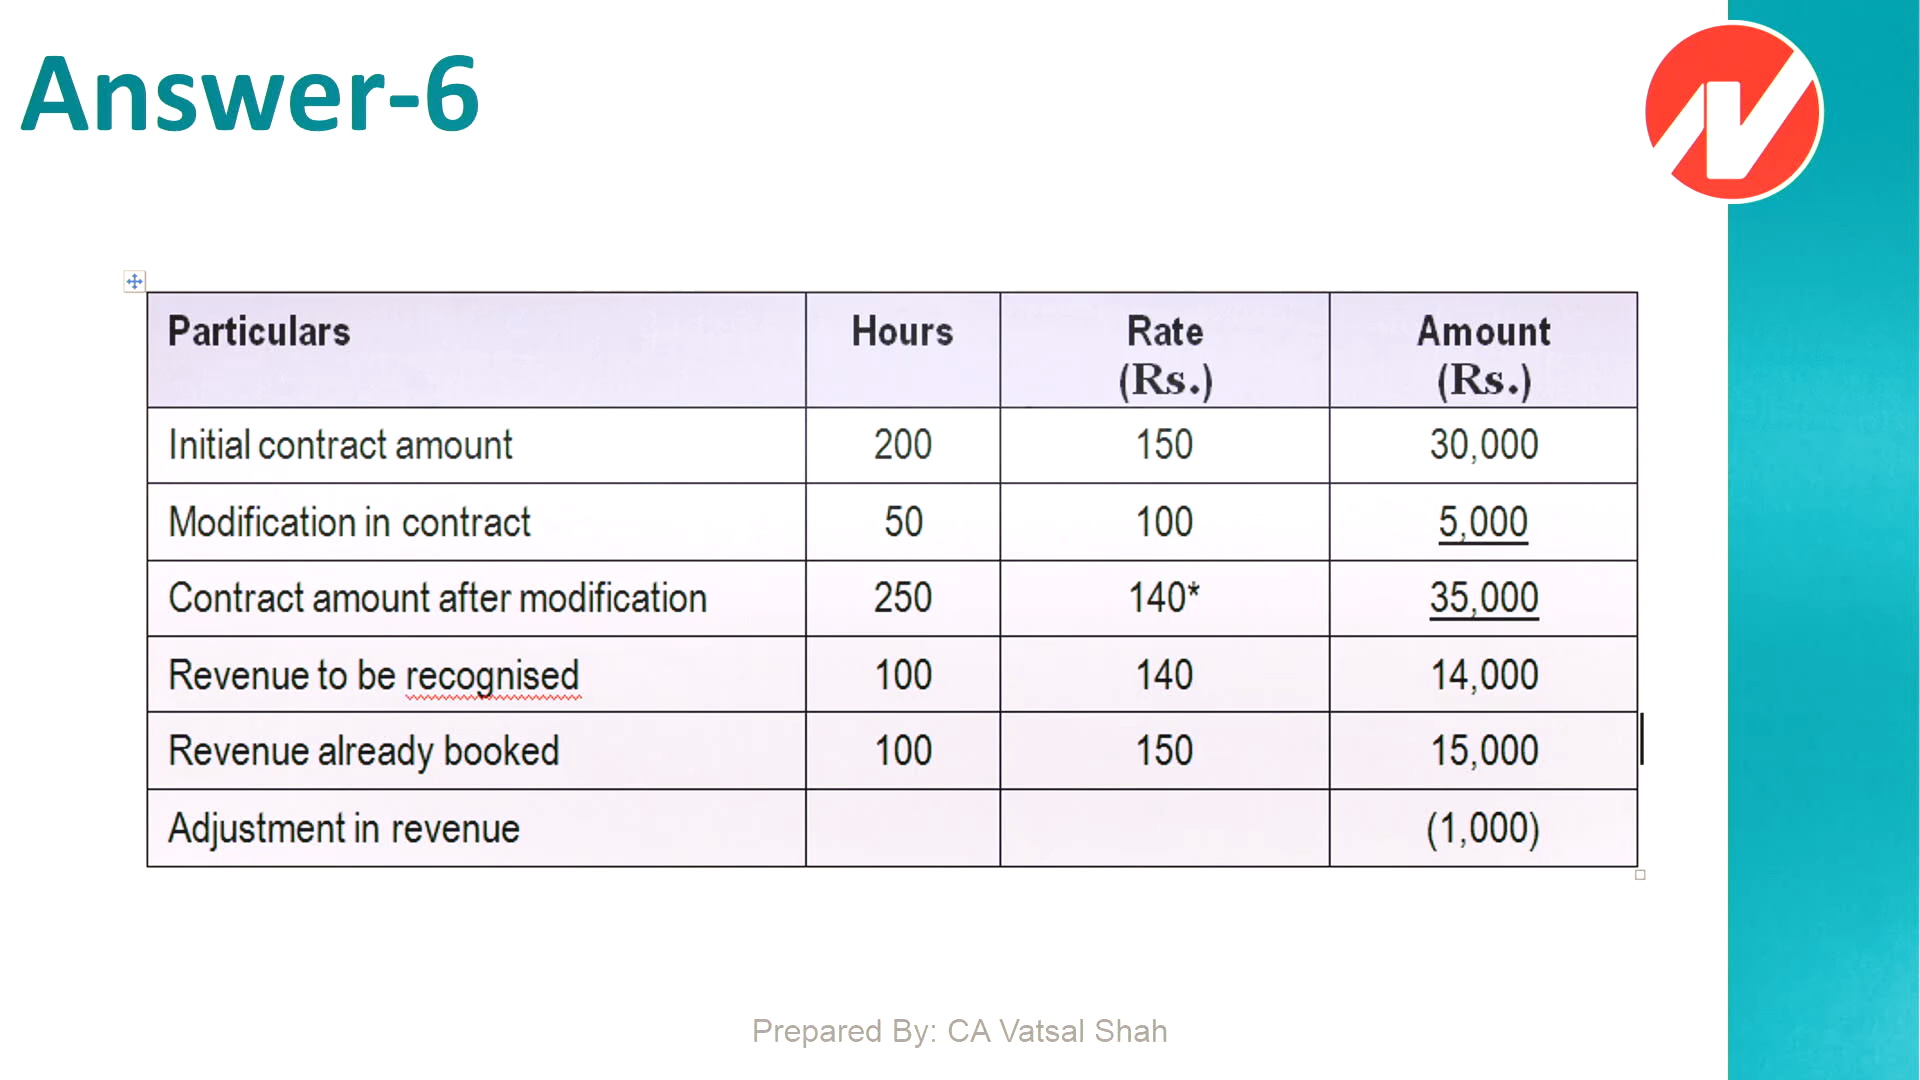 Answer-6
Particulars Hours Rate (Rs.) Amount (Rs.)
Initial contract amount 200 150 30,000
Modification in contract 50 100 5,000
Contract amount after modification 250 140* 35,000
Revenue to be recognised 100 140 14,000
Revenue already booked 100 150 15,000
Adjustment in revenue (1,000)
Prepared By: CA Vatsal Shah